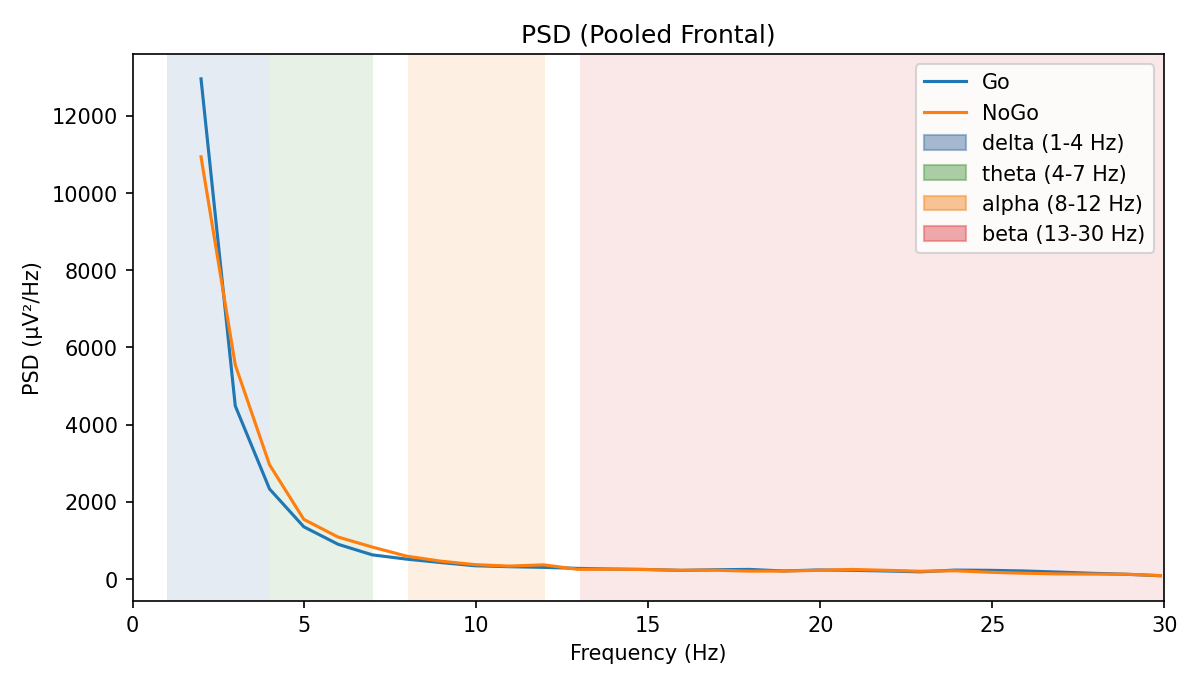 PSD (Pooled Frontal)
Go
NoGo
delta (1-4 Hz)
theta (4-7 Hz)
alpha (8-12 Hz)
beta (13-30 Hz)
PSD (µV²/Hz)
12000
10000
8000
6000
4000
2000
0
0 5 10 15 20 25 30
Frequency (Hz)